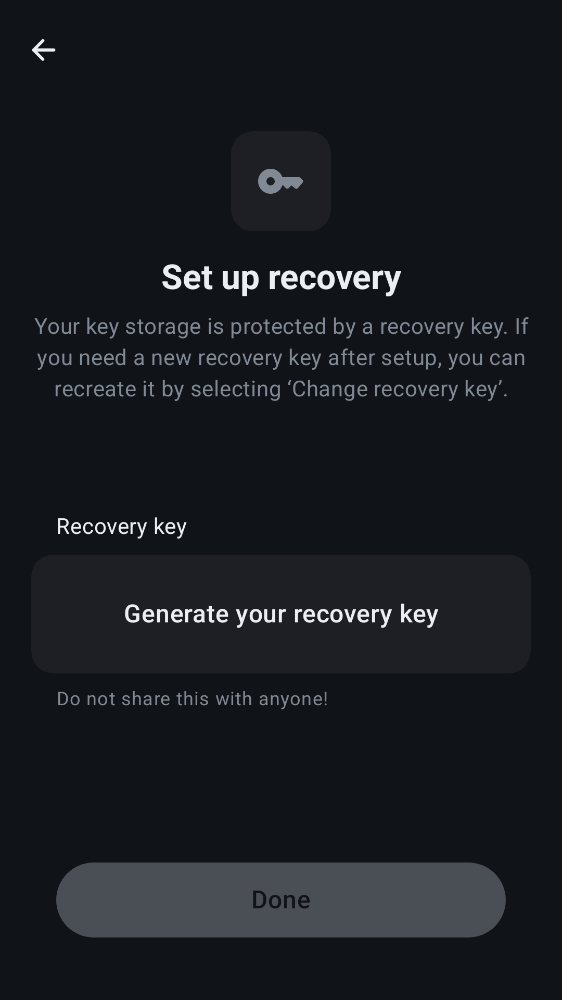 Set up recovery
Your key storage is protected by a recovery key. If
you need a new recovery key after setup, you can
recreate it by selecting ‘Change recovery key’.
Recovery key
Generate your recovery key
Do not share this with anyone!
Done